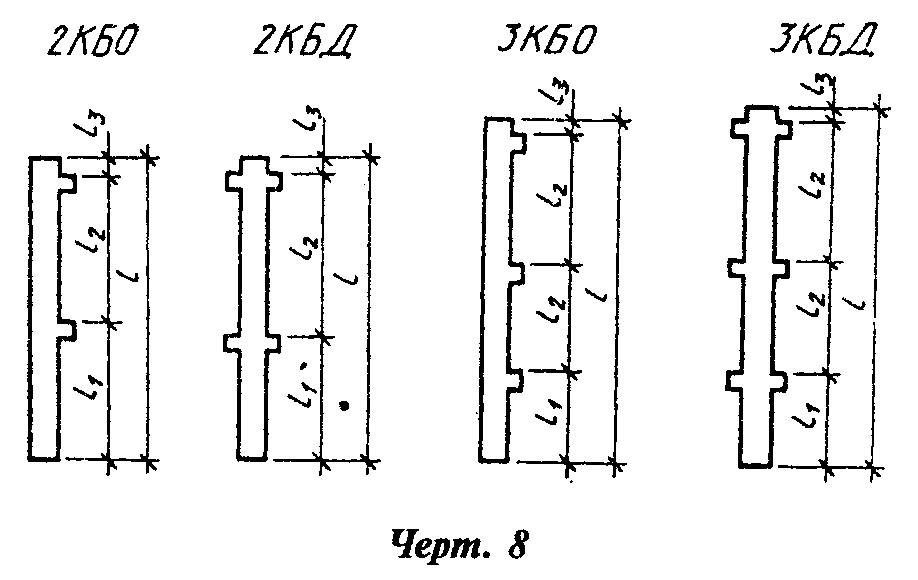 2КБО 2КБД 3КБО 3КБД
l3 l3 l3 l3
l2 l2 l2 l2
l l l2 l l2 l
l1 l1 l1 l1
Черт. 8